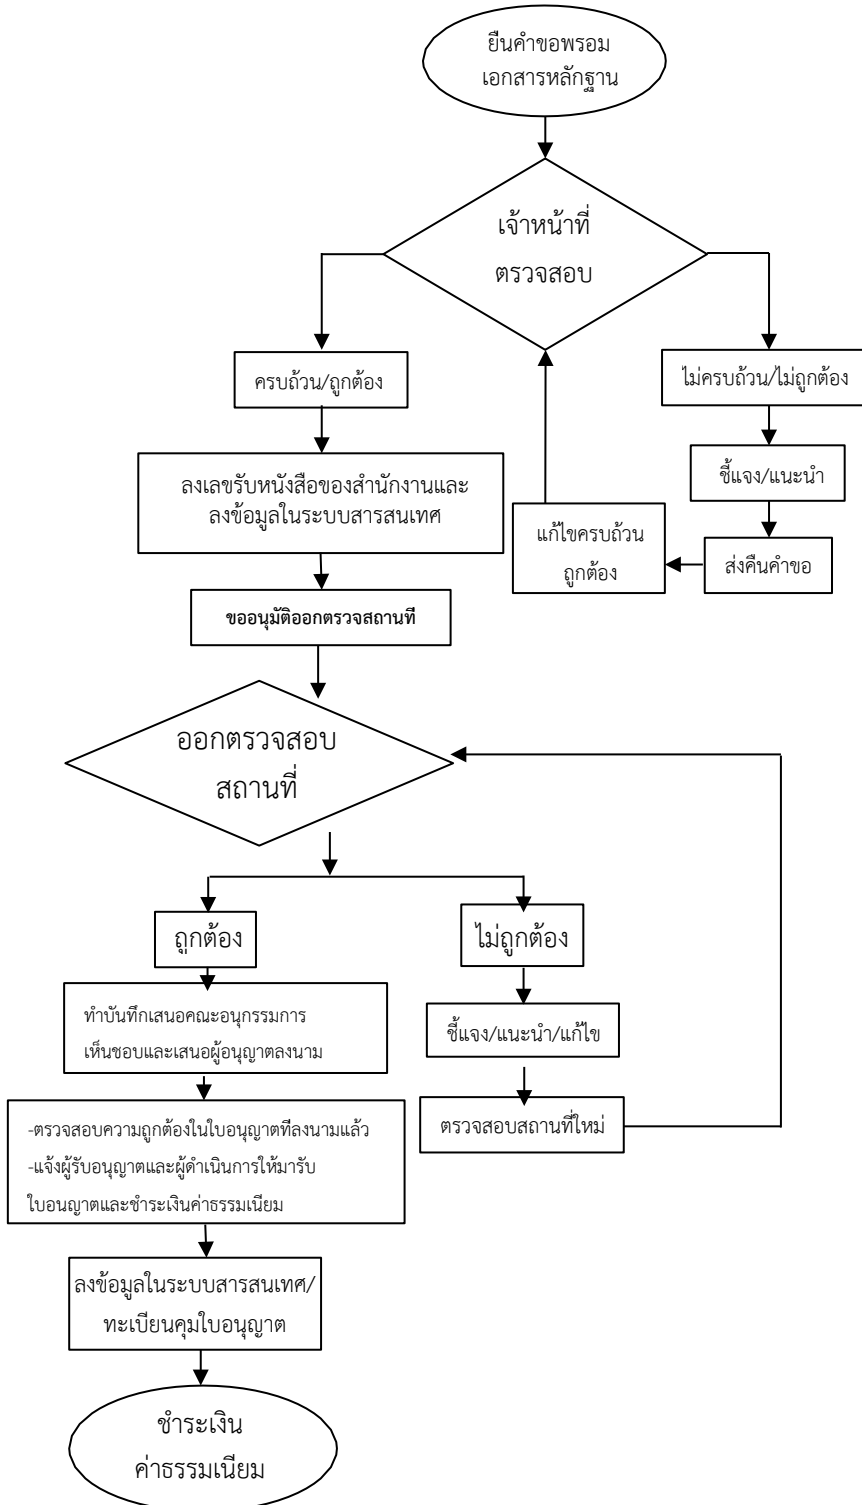 ยืนคำขอพรอม
เอกสารหลักฐาน
เจ้าหน้าที่
ตรวจสอบ
ครบถ้วน/ถูกต้อง
ไม่ครบถ้วน/ไม่ถูกต้อง
ชี้แจง/แนะนำ
ส่งคืนคำขอ
แก้ไขครบถ้วน
ถูกต้อง
ลงเลขรับหนังสือของสำนักงานและ
ลงข้อมูลในระบบสารสนเทศ
ขออนุมัติออกตรวจสถานที
ออกตรวจสอบ
สถานที่
ถูกต้อง
ไม่ถูกต้อง
ทำบันทึกเสนอคณะอนุกรรมการ
เห็นชอบและเสนอผู้อนุญาตลงนาม
ชี้แจง/แนะนำ/แก้ไข
ตรวจสอบสถานที่ใหม่
-ตรวจสอบความถูกต้องในใบอนุญาตทีลงนามแล้ว
-แจ้งผู้รับอนุญาตและผู้ดำเนินการให้มารับ
ใบอนญาตและชำระเงินค่าธรรมเนียม
ลงข้อมูลในระบบสารสนเทศ/
ทะเบียนคุมใบอนุญาต
ชำระเงิน
ค่าธรรมเนียม